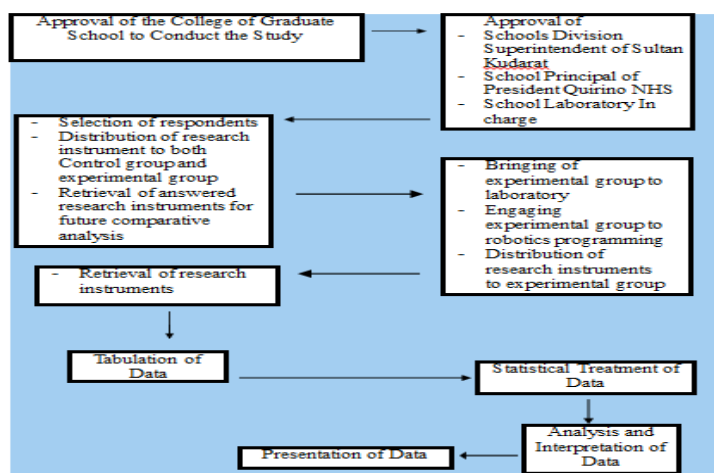 Approval of the College of Graduate
School to Conduct the Study
Approval of
- Schools Division
Superintendent of Sultan
Kudarat
- School Principal of
President Quirino NHS
- School Laboratory In
charge
- Selection of respondents
- Distribution of research
instrument to both
Control group and
experimental group
- Retrieval of answered
research instruments for
future comparative
analysis
- Bringing of
experimental group to
laboratory
- Engaging
experimental group to
robotics programming
- Distribution of
research instruments
to experimental group
- Retrieval of research
instruments
Tabulation of
Data
Statistical Treatment of
Data
Analysis and
Interpretation of
Data
Presentation of Data